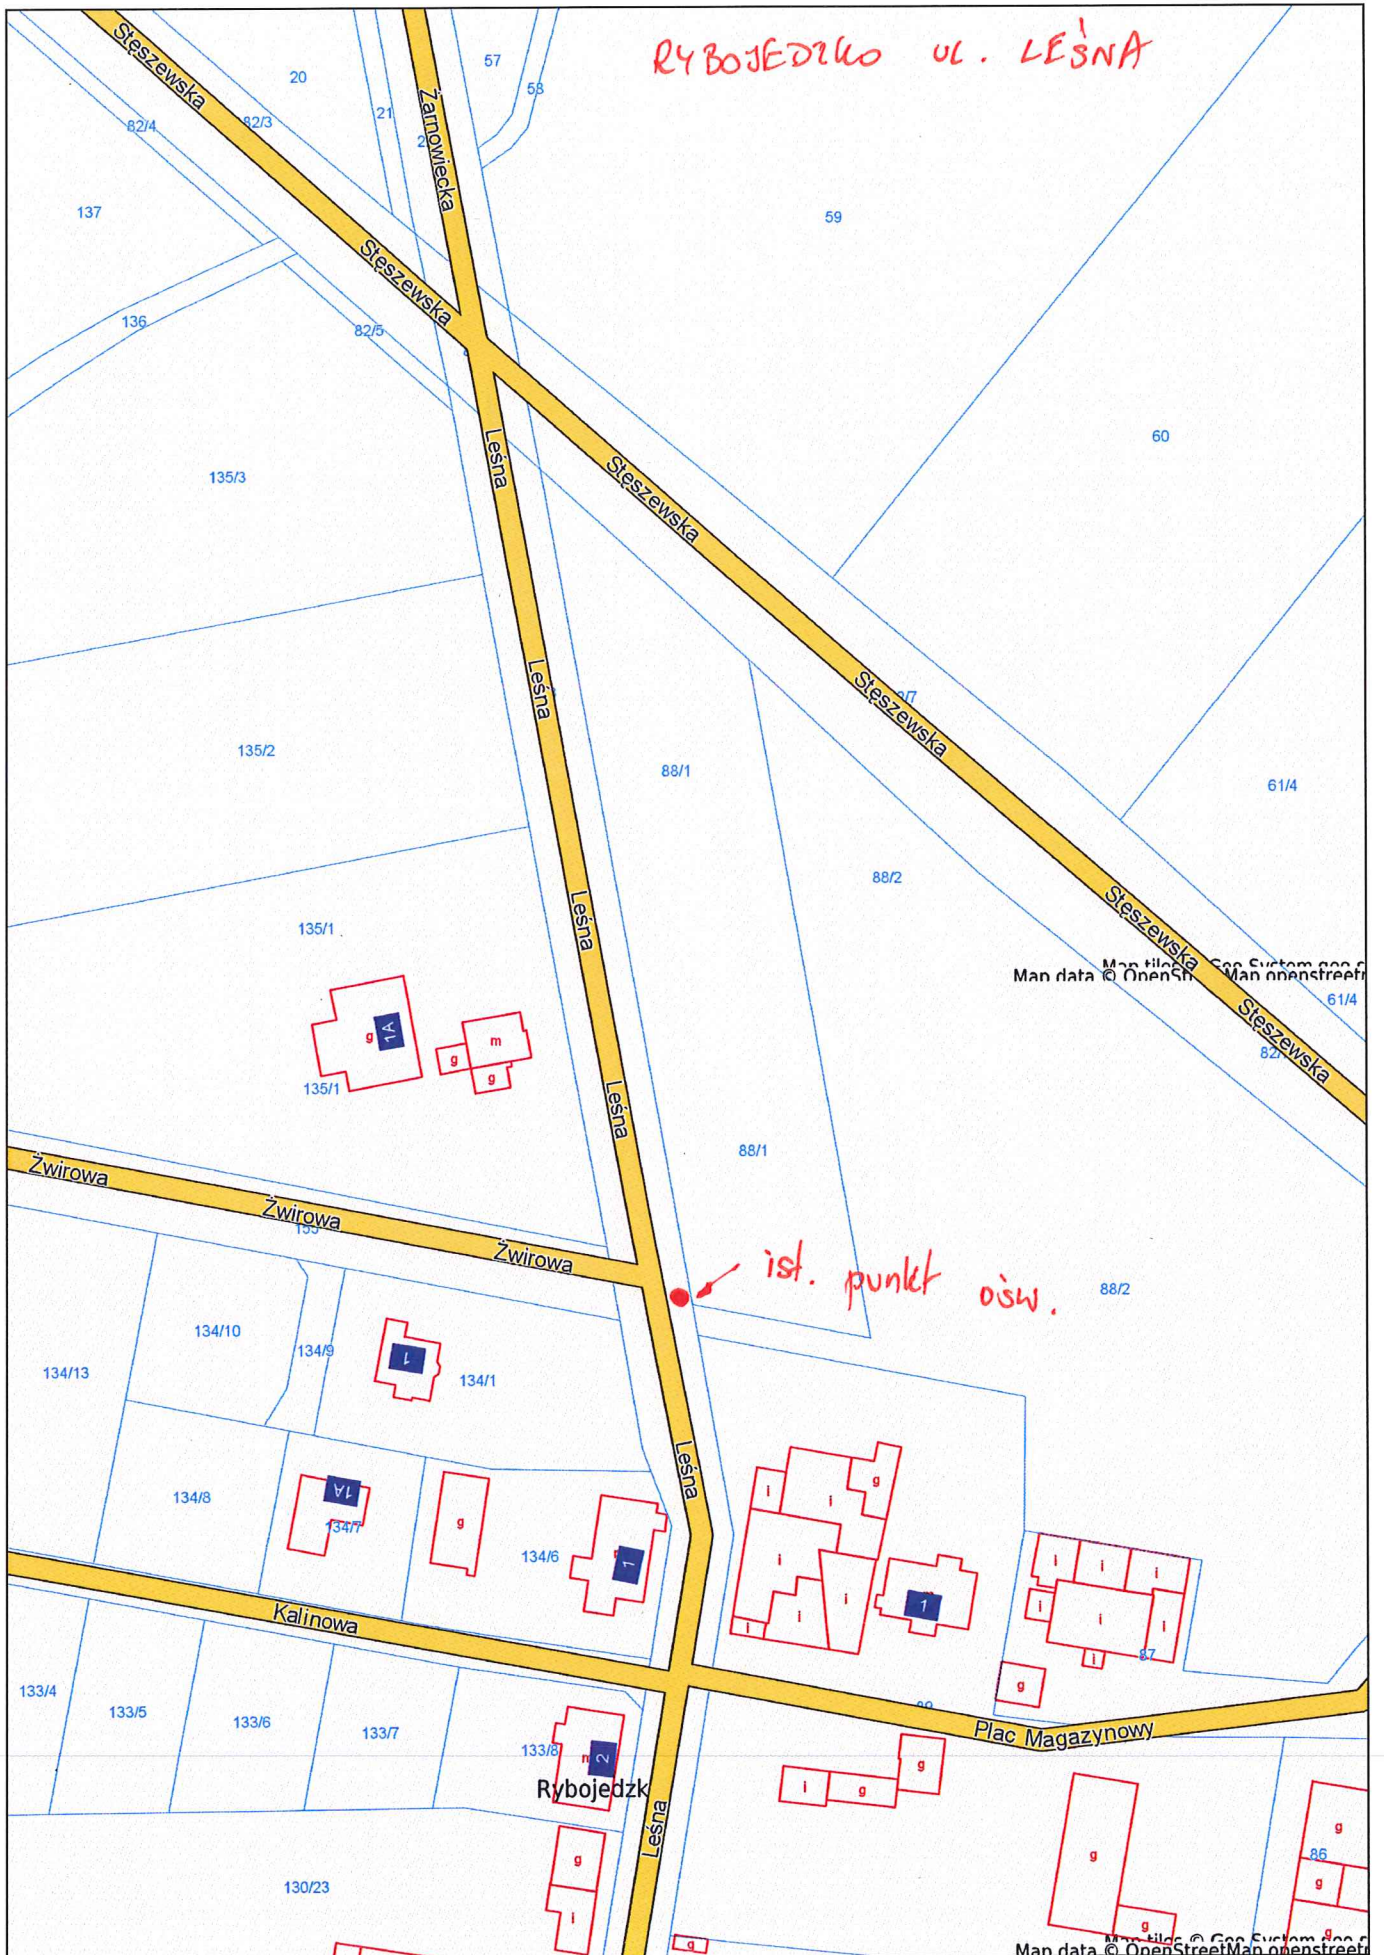 RYBOJEDZKO UL. LEŚNA
Stęszewska
Żarnowiecka
57
58
20
21
82/3
82/4
137
59
Stęszewska
136
82/5
60
Leśna
Stęszewska
135/3
Leśna
Stęszewska
135/2
88/1
61/4
88/2
Leśna
Stęszewska
135/1
Map data © OpenSt
61/4
Stęszewska
g
1A
m
g
g
135/1
Leśna
88/1
Żwirowa
Żwirowa
Żwirowa
ist. punkt ośw.
88/2
134/10
134/9
134/13
1
134/1
Leśna
134/8
1A
134/7
g
134/6
1
i
i
g
i
i
i
i
1
i
i
i
i
i
i
i
87
g
Kalinowa
133/4
133/5
133/6
133/7
133/8
2
Plac Magazynowy
Rybojedzk
i
g
g
Leśna
g
i
130/23
g
g
g
86
g
g
g
Map data © OpenStreetMap openstreet